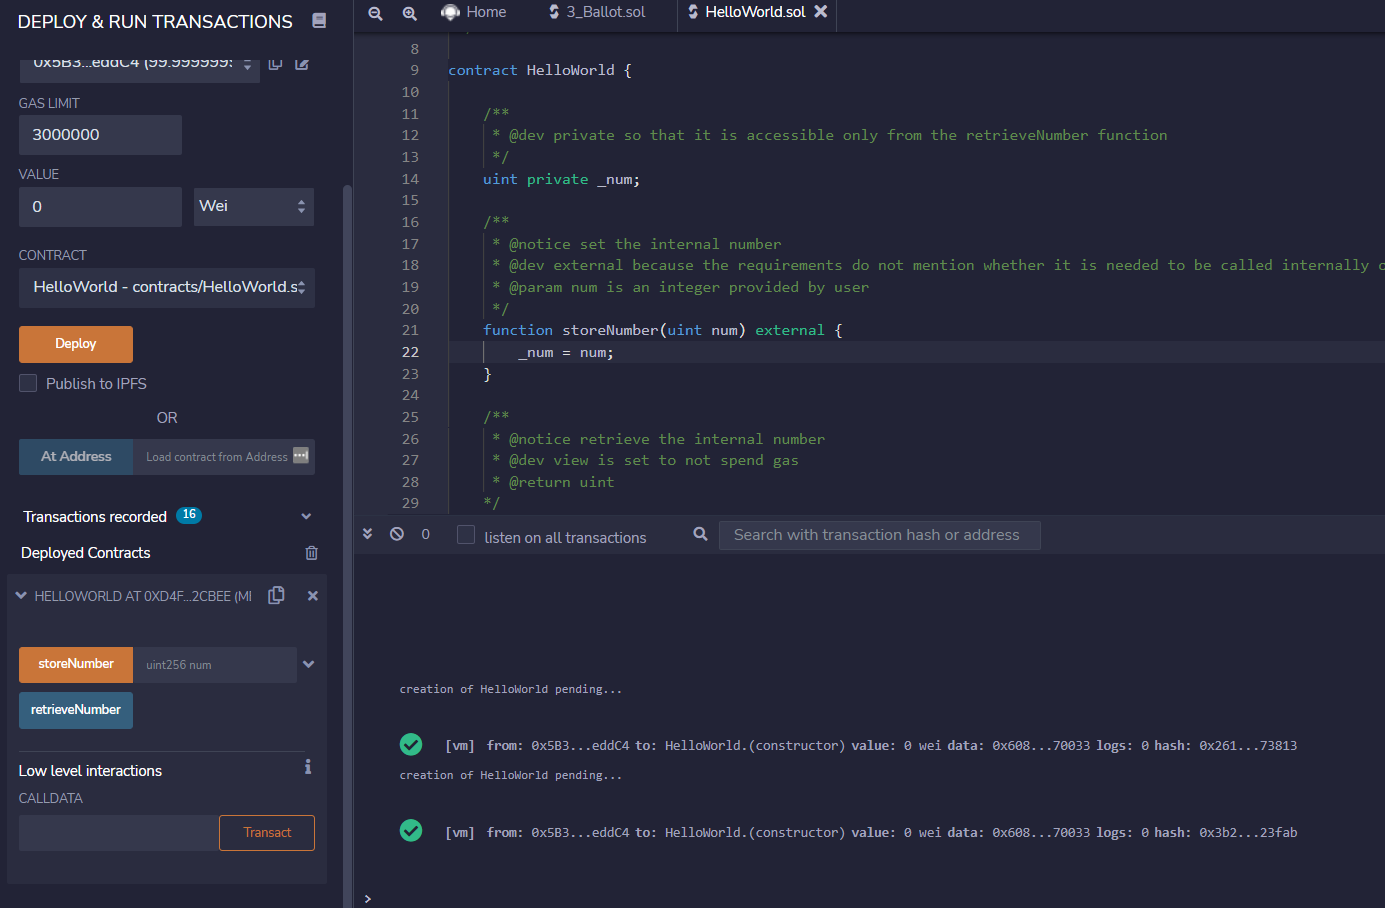 DEPLOY & RUN TRANSACTIONS
0x5B3...eddC4 (99.999999
GAS LIMIT
3000000
VALUE
0
Wei
CONTRACT
HelloWorld - contracts/HelloWorld.s
Deploy
Publish to IPFS
OR
At Address
Load contract from Address
Transactions recorded 16
Deployed Contracts
HELLOWORLD AT 0XD4F...2CBEE (M
storeNumber
uint256 num
retrieveNumber
Low level interactions
CALLDATA
Transact
Home
3_Ballot.sol
HelloWorld.sol
8
9 contract HelloWorld {
10
11 /**
12 * @dev private so that it is accessible only from the retrieveNumber function
13 */
14 uint private _num;
15
16 /**
17 * @notice set the internal number
18 * @dev external because the requirements do not mention whether it is needed to be called internally
19 * @param num is an integer provided by user
20 */
21 function storeNumber(uint num) external {
22 _num = num;
23 }
24
25 /**
26 * @notice retrieve the internal number
27 * @dev view is set to not spend gas
28 * @return uint
29 */
0
listen on all transactions
Search with transaction hash or address
creation of HelloWorld pending...
[vm] from: 0x5B3...eddC4 to: HelloWorld.(constructor) value: 0 wei data: 0x608...70033 logs: 0 hash: 0x261...73813
creation of HelloWorld pending...
[vm] from: 0x5B3...eddC4 to: HelloWorld.(constructor) value: 0 wei data: 0x608...70033 logs: 0 hash: 0x3b2...23fab
>